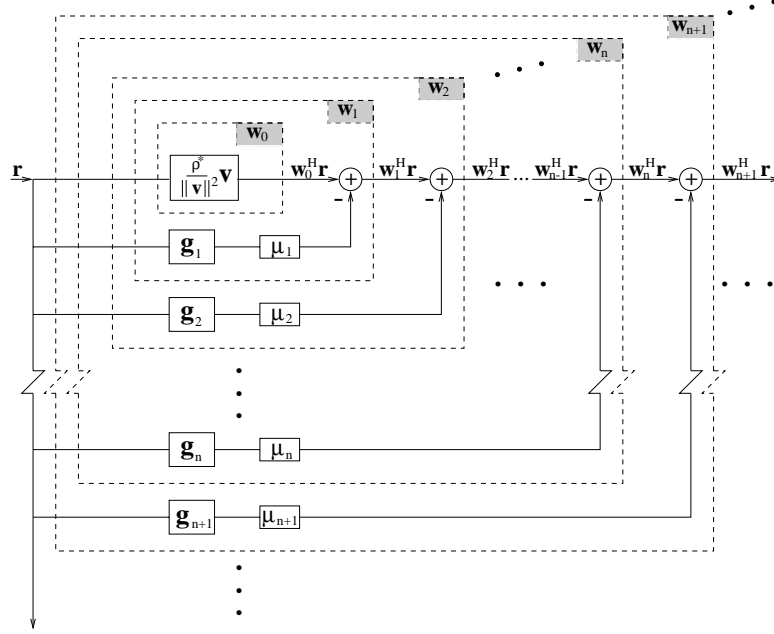 w_{n+1}
w_n
w_2
w_1
w_0
r
ρ* / ||v||² v
w_0^H r
+
w_1^H r
+
w_2^H r ... w_{n-1}^H r
+
w_n^H r
+
w_{n+1}^H r
- - - -
g_1 μ_1
g_2 μ_2
g_n μ_n
g_{n+1} μ_{n+1}